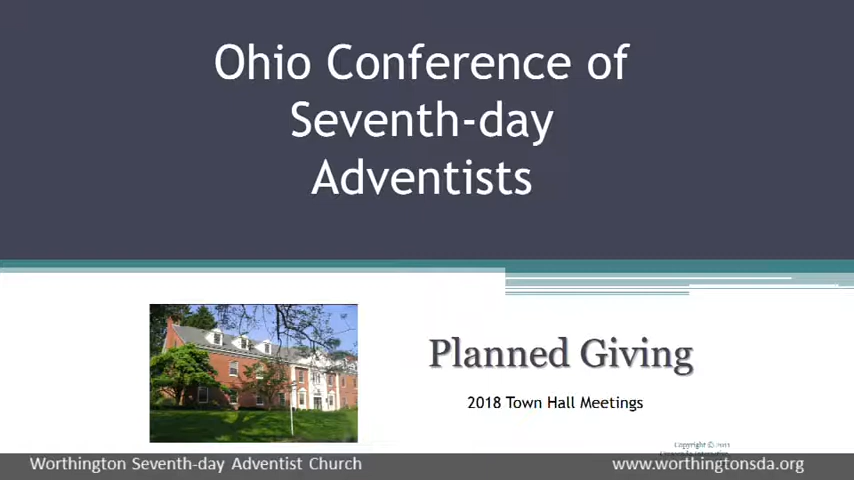 Ohio Conference of
Seventh-day
Adventists
Planned Giving
2018 Town Hall Meetings
Copyright ©
Worthington Seventh-day Adventist Church
www.worthingtonsda.org